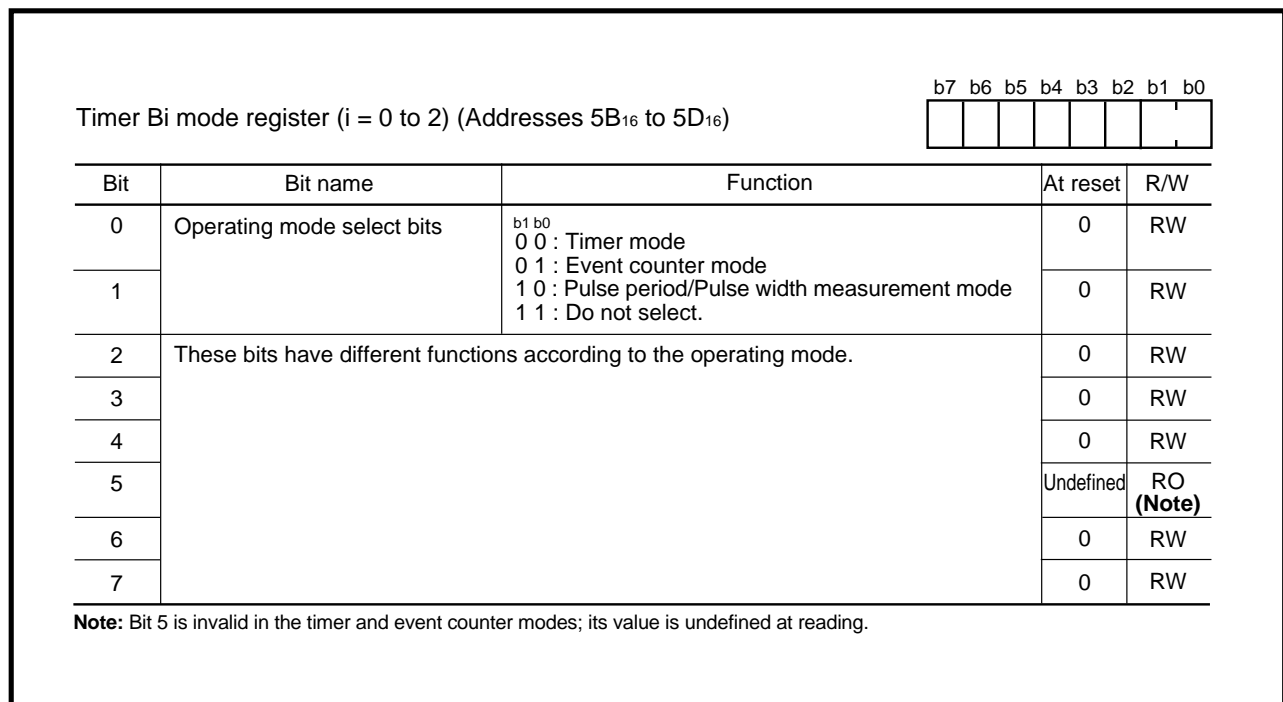 b7 b6 b5 b4 b3 b2 b1 b0
Timer Bi mode register (i = 0 to 2) (Addresses 5B16 to 5D16)
Bit Bit name Function At reset R/W
0 Operating mode select bits b1 b0 0 RW
0 0 : Timer mode
0 1 : Event counter mode
1 1 0 : Pulse period/Pulse width measurement mode 0 RW
1 1 : Do not select.
2 These bits have different functions according to the operating mode. 0 RW
3 0 RW
4 0 RW
5 Undefined RO
(Note)
6 0 RW
7 0 RW
Note: Bit 5 is invalid in the timer and event counter modes; its value is undefined at reading.